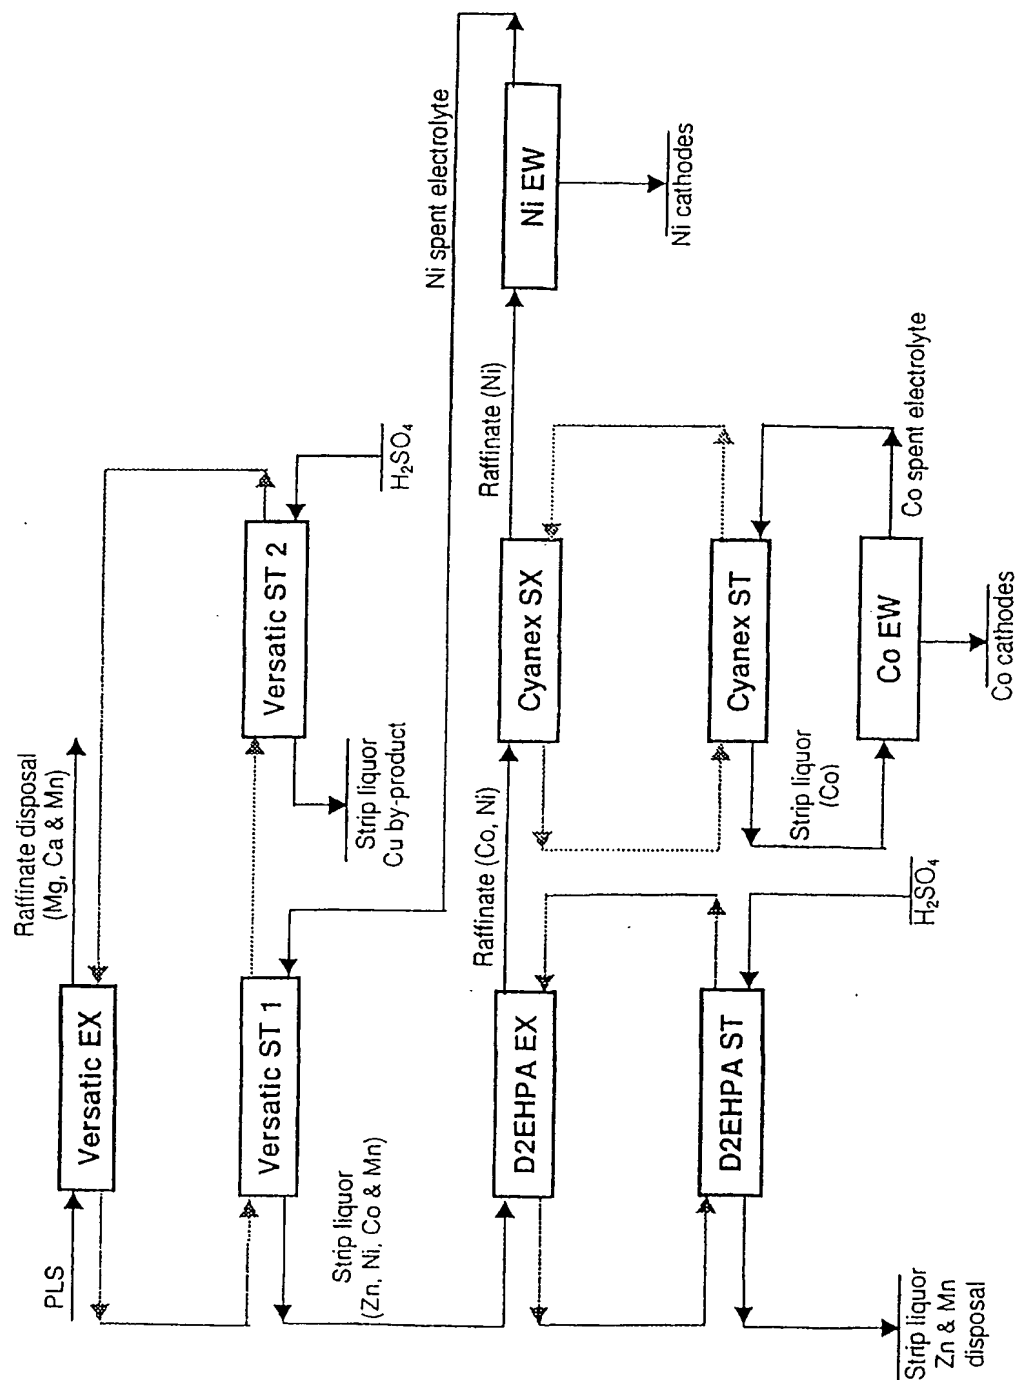 PLS
Versatic EX
Raffinate disposal
(Mg, Ca & Mn)
Versatic ST 1
Versatic ST 2
H₂SO₄
Strip liquor
Cu by-product
Ni spent electrolyte
Strip liquor
(Zn, Ni, Co & Mn)
D2EHPA EX
Raffinate (Co, Ni)
Cyanex SX
Raffinate (Ni)
Ni EW
Ni cathodes
D2EHPA ST
H₂SO₄
Strip liquor
Zn & Mn
disposal
Cyanex ST
Strip liquor
(Co)
Co EW
Co spent electrolyte
Co cathodes